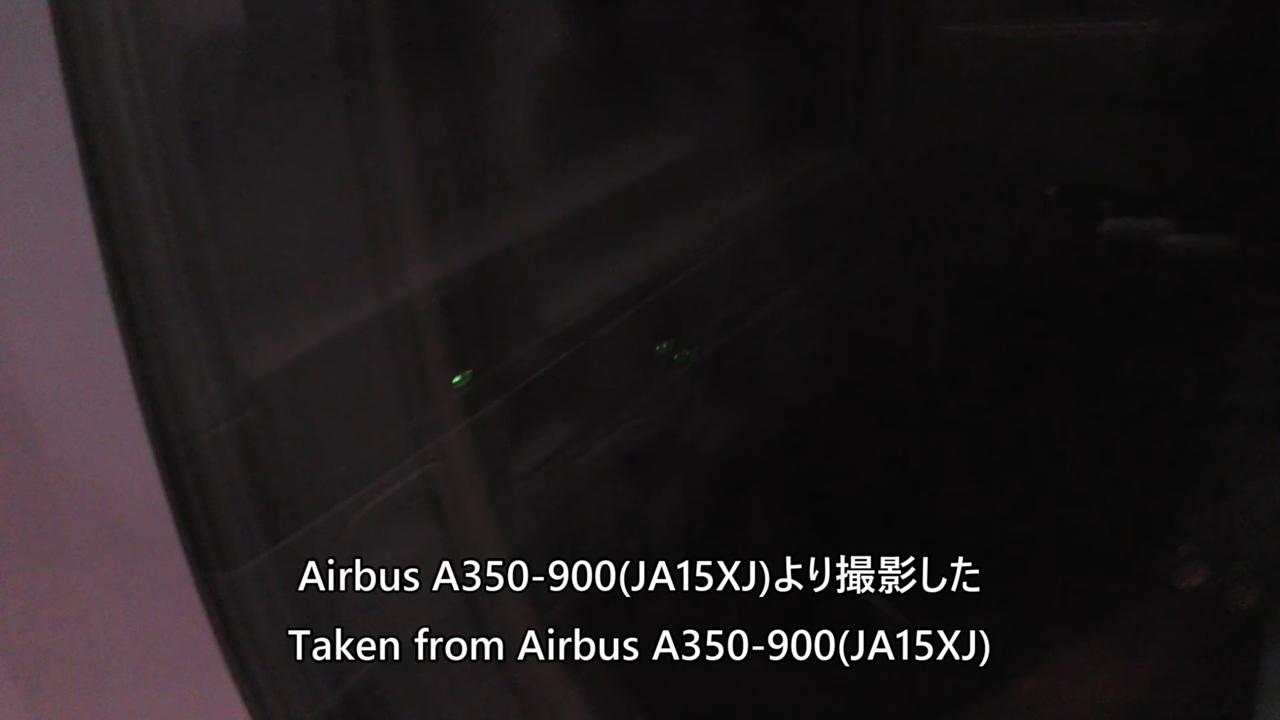 Airbus A350-900(JA15XJ)より撮影した
Taken from Airbus A350-900(JA15XJ)